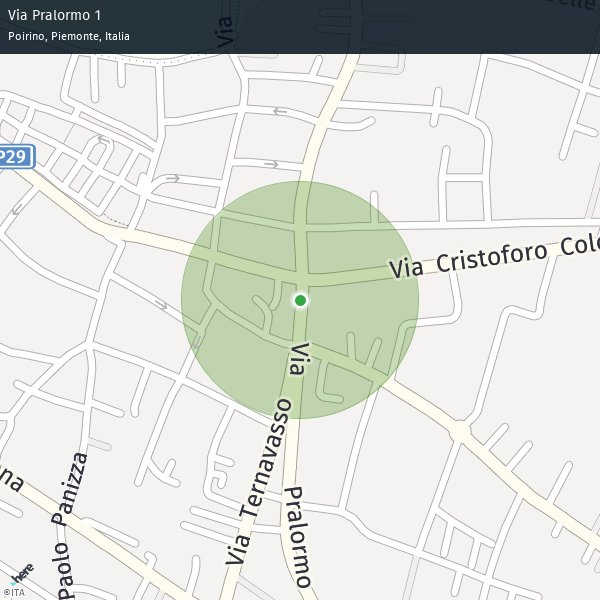 Via Pralormo 1
Poirino, Piemonte, Italia
Via
P29
Via Cristoforo Colo
Via
Via Ternavasso
Pralormo
Paolo Panizza
ona
here
©ITA